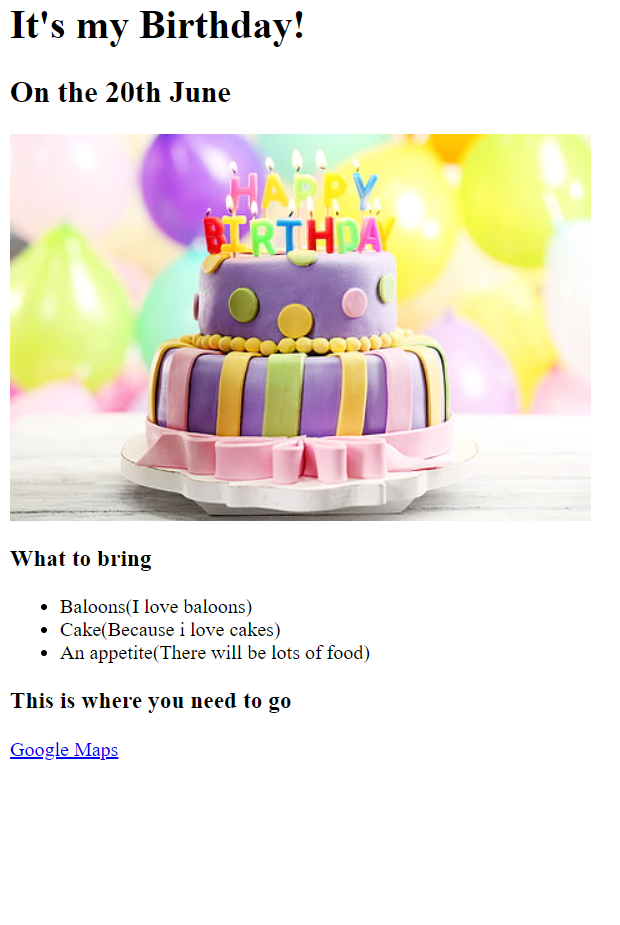 It's my Birthday!
On the 20th June
HAPPY
BIRTHDAY
What to bring
Baloons(I love baloons)
Cake(Because i love cakes)
An appetite(There will be lots of food)
This is where you need to go
Google Maps